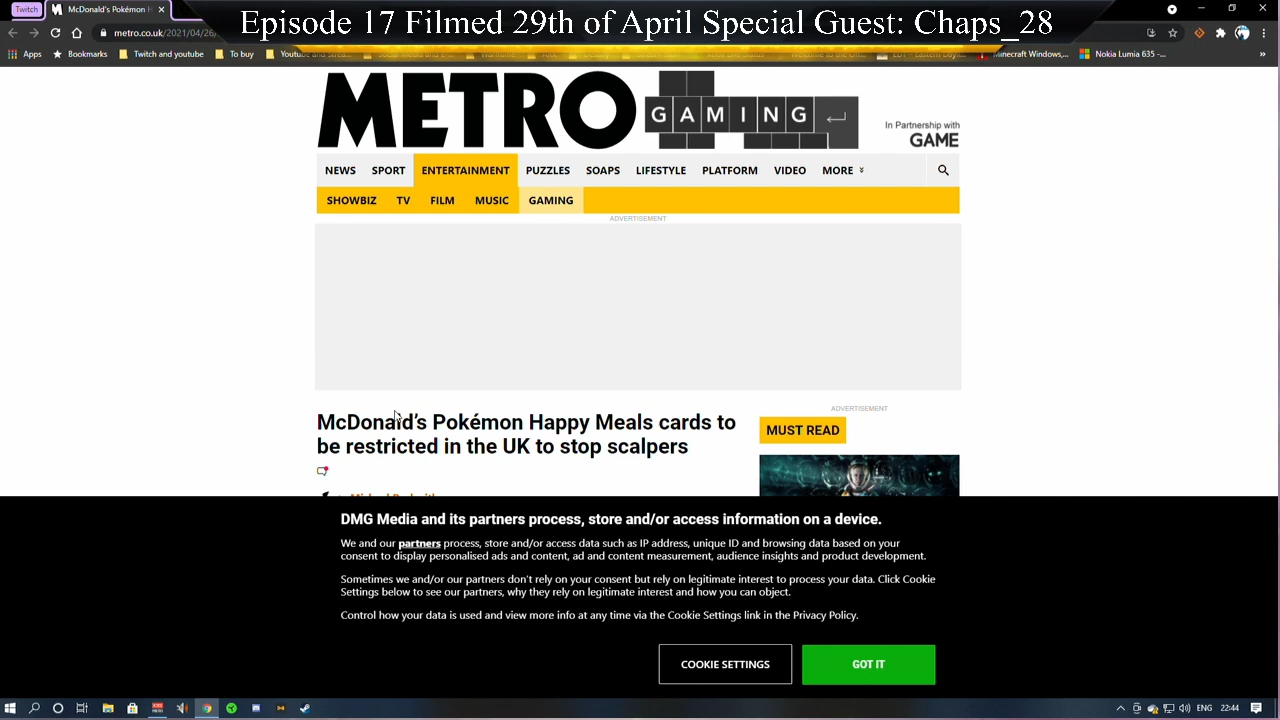 Episode 17 April Filmed 29th of Special Guest: Chaps_28
Twitch
McDonald's Pokémon H
metro.co.uk/2021/04/26
Apps
Bookmarks
Twitch and youtube
To buy
Youtube and Strea...
Minecraft Windows,...
Nokia Lumia 635 -...
METRO
GAMING
In Partnership with
GAME
NEWS SPORT ENTERTAINMENT PUZZLES SOAPS LIFESTYLE PLATFORM VIDEO MORE
SHOWBIZ TV FILM MUSIC GAMING
ADVERTISEMENT
McDonald's Pokémon Happy Meals cards to
be restricted in the UK to stop scalpers
ADVERTISEMENT
MUST READ
DMG Media and its partners process, store and/or access information on a device.
We and our partners process, store and/or access data such as IP address, unique ID and browsing data based on your
consent to display personalised ads and content, ad and content measurement, audience insights and product development.
Sometimes we and/or our partners don't rely on your consent but rely on legitimate interest to process your data. Click Cookie
Settings below to see our partners, why they rely on legitimate interest and how you can object.
Control how your data is used and view more info at any time via the Cookie Settings link in the Privacy Policy.
COOKIE SETTINGS
GOT IT
ENG
22:44